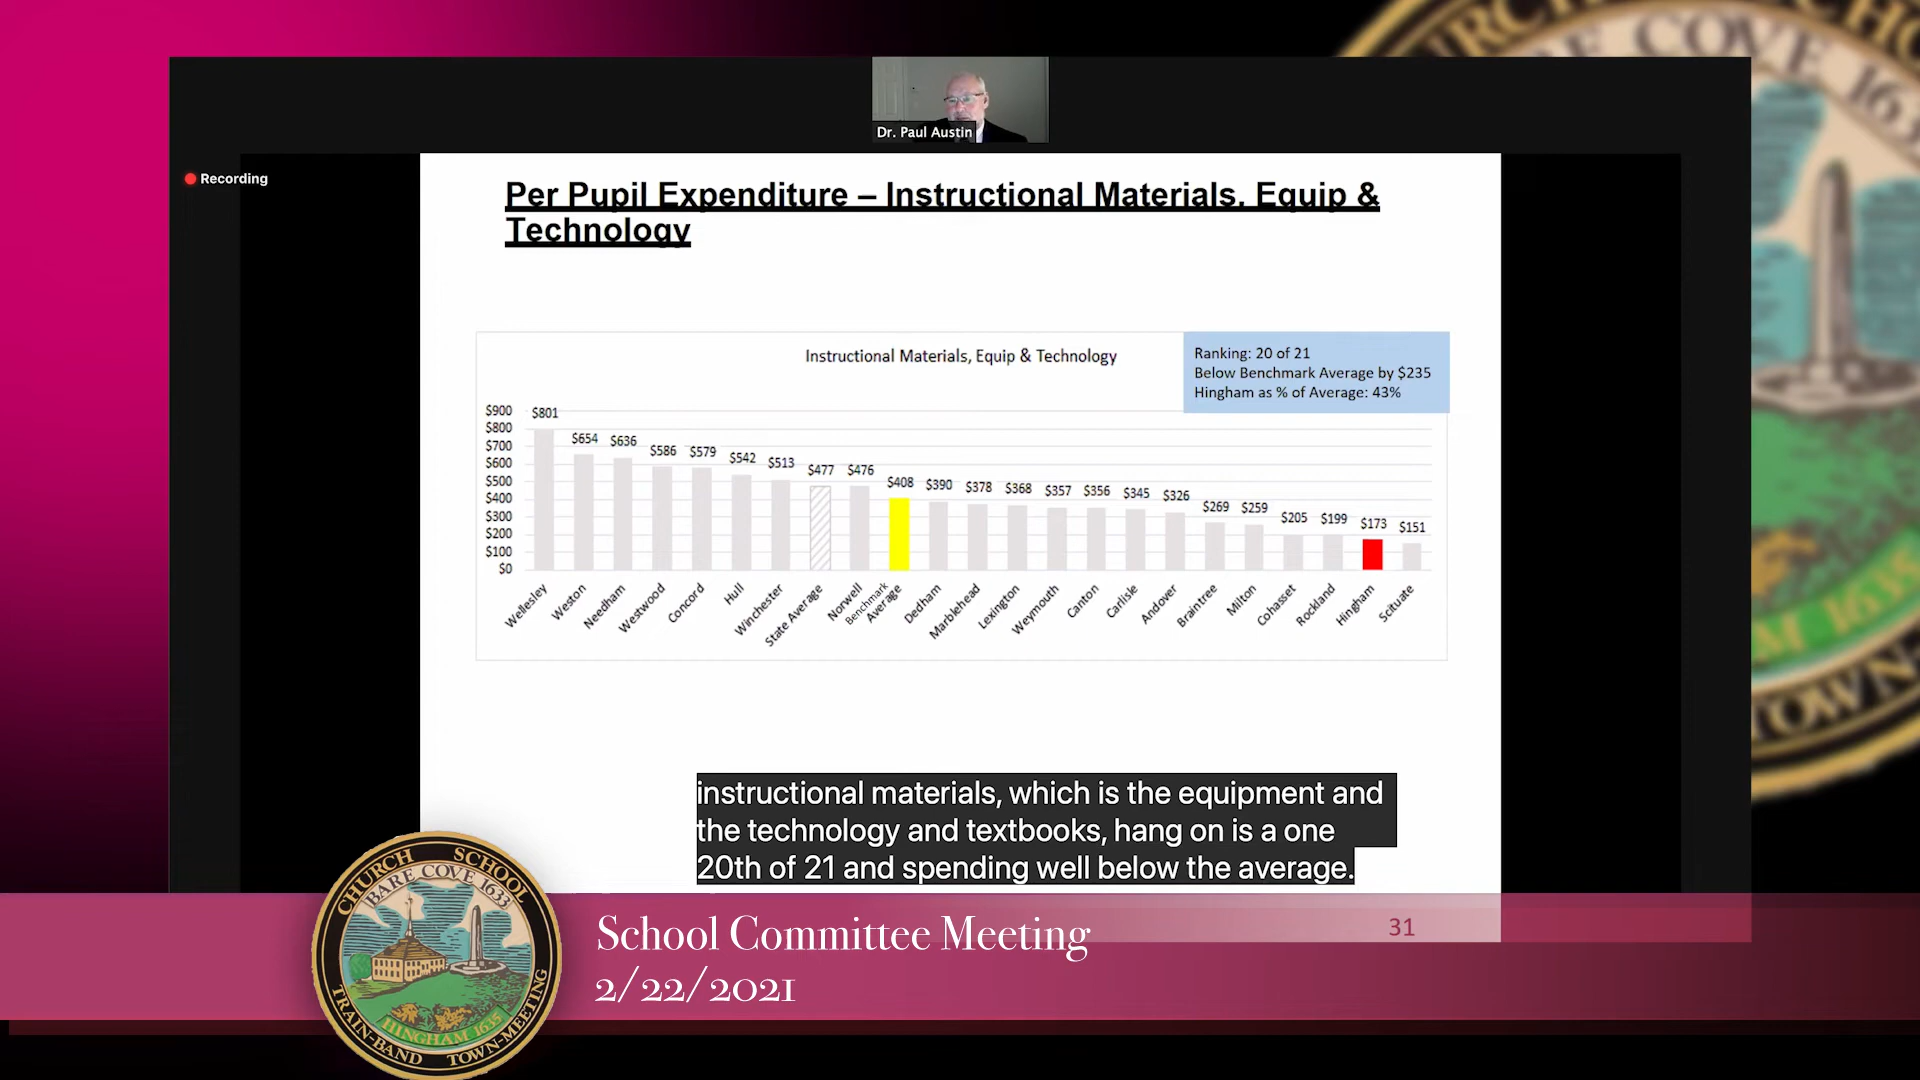 Dr. Paul Austin
Recording
Per Pupil Expenditure – Instructional Materials, Equip &
Technology
Instructional Materials, Equip & Technology
Ranking: 20 of 21
Below Benchmark Average by $235
Hingham as % of Average: 43%
$900
$800
$700
$600
$500
$400
$300
$200
$100
$0
$801
$654
$636
$586
$579
$542
$513
$477
$476
$408
$390
$378
$368
$357
$356
$345
$326
$269
$259
$205
$199
$173
$151
Wellesley
Weston
Needham
Westwood
Concord
Hull
Winchester
State Average
Norwell
Benchmark
Average
Dedham
Marblehead
Lexington
Weymouth
Canton
Carlisle
Andover
Braintree
Milton
Cohasset
Rockland
Hingham
Scituate
instructional materials, which is the equipment and
the technology and textbooks, hang on is a one
20th of 21 and spending well below the average.
31
School Committee Meeting
2/22/2021
CHURCH SCHOOL
BARE COVE 1633
HINGHAM 1635
TRAIN-BAND TOWN-MEETING